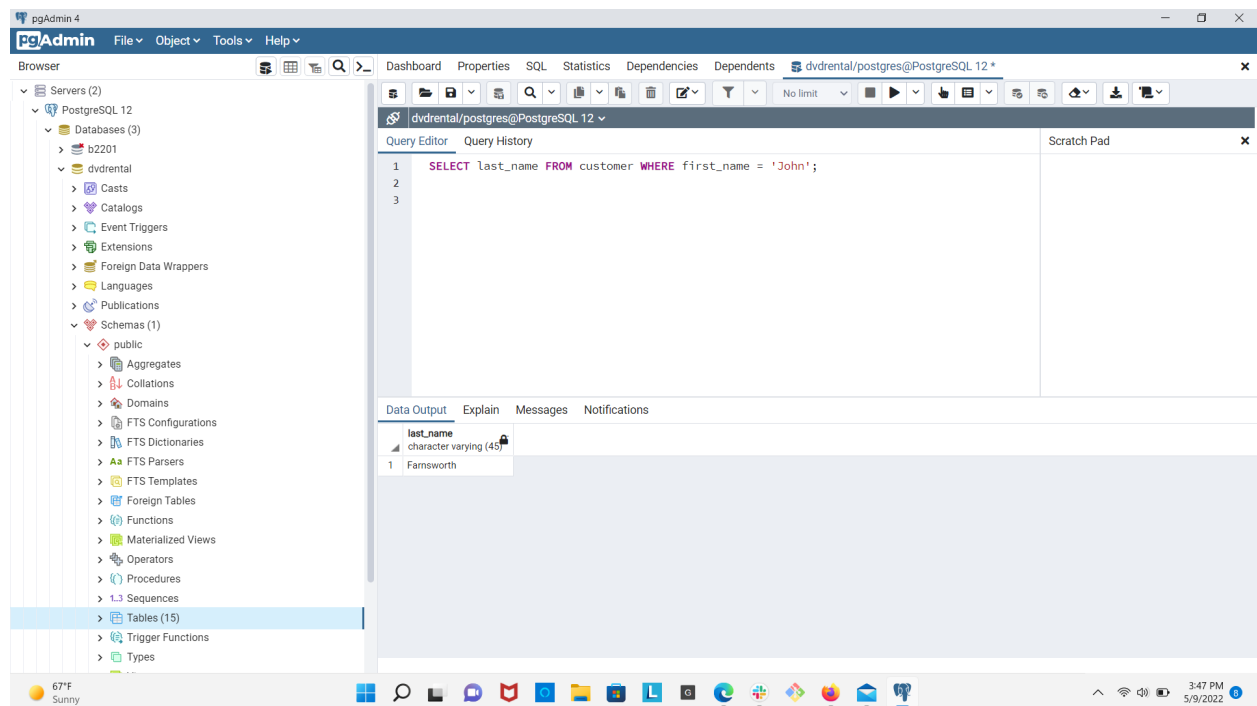 pgAdmin 4
pgAdmin File Object Tools Help
Browser
Dashboard Properties SQL Statistics Dependencies Dependents dvdrental/postgres@PostgreSQL 12 *
No limit
dvdrental/postgres@PostgreSQL 12
Query Editor Query History
Scratch Pad
1 SELECT last_name FROM customer WHERE first_name = 'John';
2
3
Data Output Explain Messages Notifications
last_name
character varying (45)
1 Farnsworth
Servers (2)
PostgreSQL 12
Databases (3)
b2201
dvdrental
Casts
Catalogs
Event Triggers
Extensions
Foreign Data Wrappers
Languages
Publications
Schemas (1)
public
Aggregates
Collations
Domains
FTS Configurations
FTS Dictionaries
Aa FTS Parsers
FTS Templates
Foreign Tables
Functions
Materialized Views
Operators
Procedures
1..3 Sequences
Tables (15)
Trigger Functions
Types
67°F
Sunny
L
G
3:47 PM
5/9/2022
8